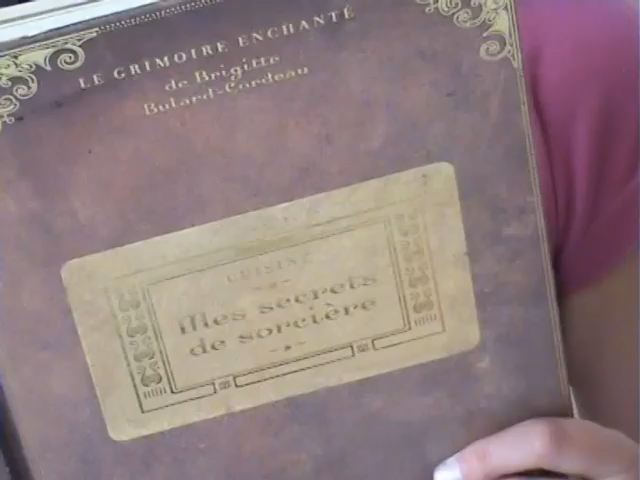 LE GRIMOIRE ENCHANTÉ
de Brigitte
Bulard-Cordeau
CUISINE
Mes secrets
de sorcière